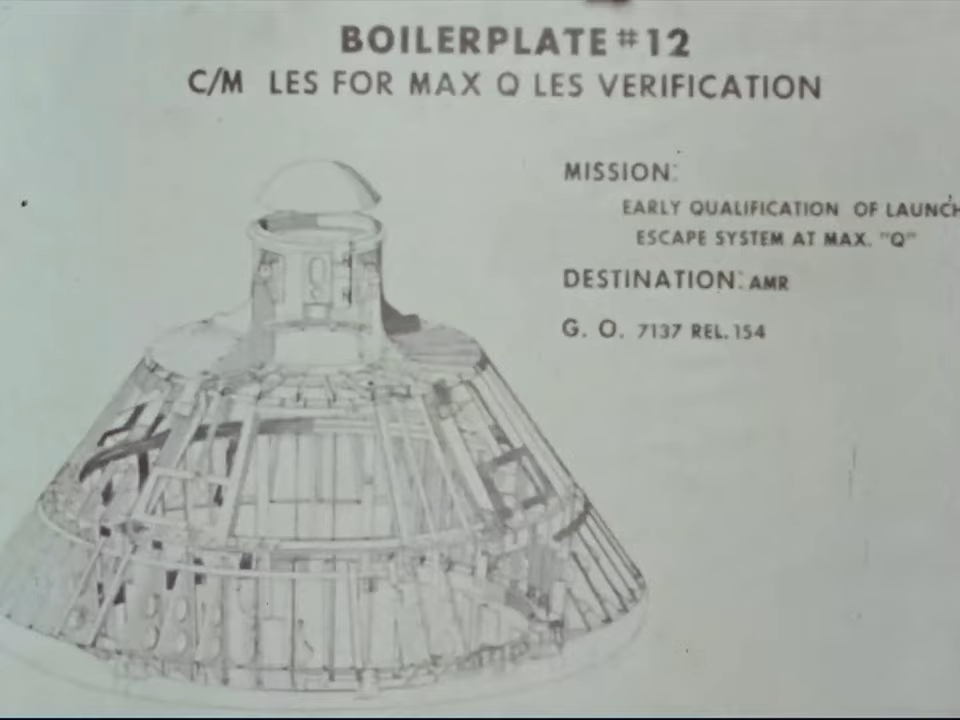 BOILERPLATE #12
C/M LES FOR MAX Q LES VERIFICATION
MISSION:
EARLY QUALIFICATION OF LAUNCH
ESCAPE SYSTEM AT MAX. "Q"
DESTINATION: AMR
G. O. 7137 REL. 154